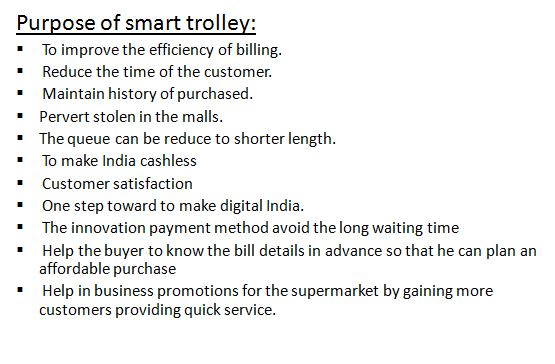 Purpose of smart trolley:
▪ To improve the efficiency of billing.
▪ Reduce the time of the customer.
▪ Maintain history of purchased.
▪ Pervert stolen in the malls.
▪ The queue can be reduce to shorter length.
▪ To make India cashless
▪ Customer satisfaction
▪ One step toward to make digital India.
▪ The innovation payment method avoid the long waiting time
▪ Help the buyer to know the bill details in advance so that he can plan an
affordable purchase
▪ Help in business promotions for the supermarket by gaining more
customers providing quick service.